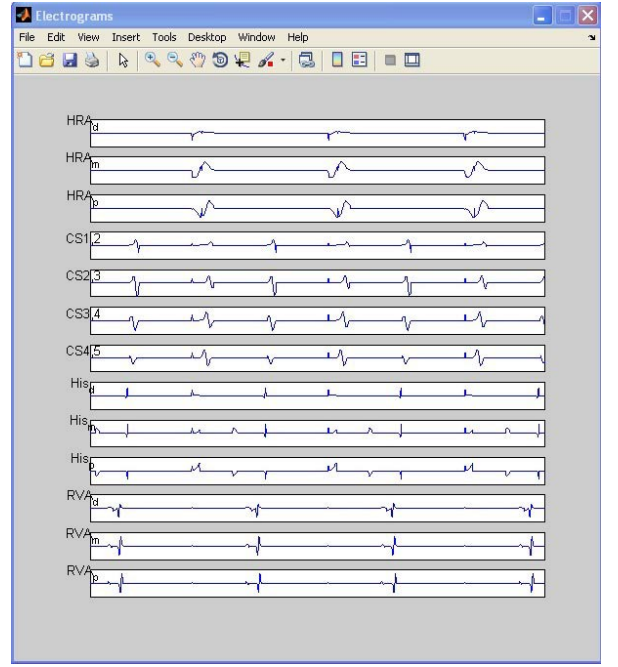 Electrograms
File Edit View Insert Tools Desktop Window Help
HRA d
HRA m
HRA p
CS1,2
CS2,3
CS3,4
CS4,5
His d
His m
His p
RVA d
RVA m
RVA p